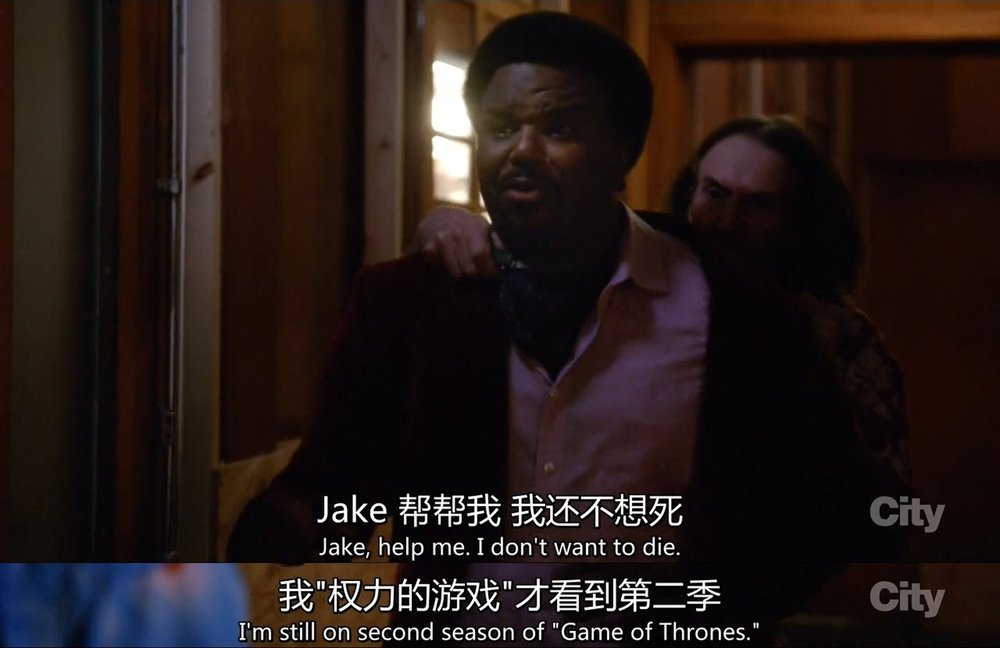 Jake 帮帮我 我还不想死
City
Jake, help me. I don't want to die.
我"权力的游戏"才看到第二季
City
I'm still on second season of "Game of Thrones."